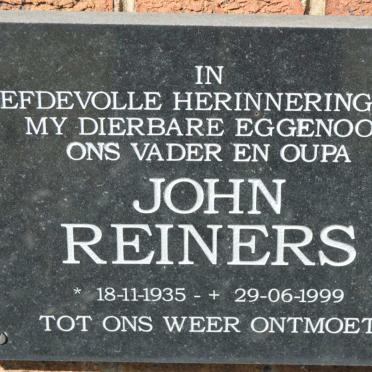 IN
EFDEVOLLE HERINNERING
MY DIERBARE EGGENOO
ONS VADER EN OUPA
JOHN
REINERS
* 18-11-1935 - + 29-06-1999
TOT ONS WEER ONTMOET